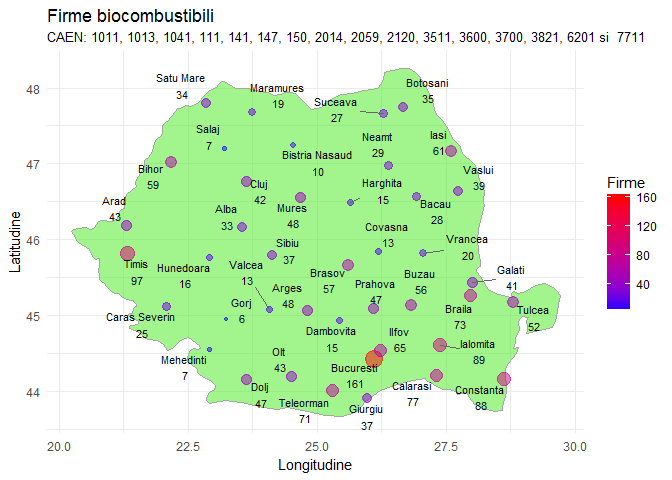 Firme biocombustibili
CAEN: 1011, 1013, 1041, 111, 141, 147, 150, 2014, 2059, 2120, 3511, 3600, 3700, 3821, 6201 si 7711
Latitudine
48
47
46
45
44
Satu Mare
34
Maramures
19
Suceava
27
Botosani
35
Salaj
7
Bistria Nasaud
10
Neamt
29
Iasi
61
Bihor
59
Cluj
42
Mures
48
Harghita
15
Bacau
28
Vaslui
39
Arad
43
Alba
33
Sibiu
37
Covasna
13
Vrancea
20
Timis
97
Hunedoara
16
Valcea
13
Brasov
57
Prahova
47
Buzau
56
Galati
41
Caras Severin
25
Gorj
6
Arges
48
Dambovita
15
Ilfov
65
Braila
73
Tulcea
52
Mehedinti
7
Olt
43
Bucuresti
161
Ialomita
89
Dolj
47
Teleorman
71
Giurgiu
37
Calarasi
77
Constanta
88
20.0
22.5
25.0
27.5
30.0
Longitudine
Firme
160
120
80
40